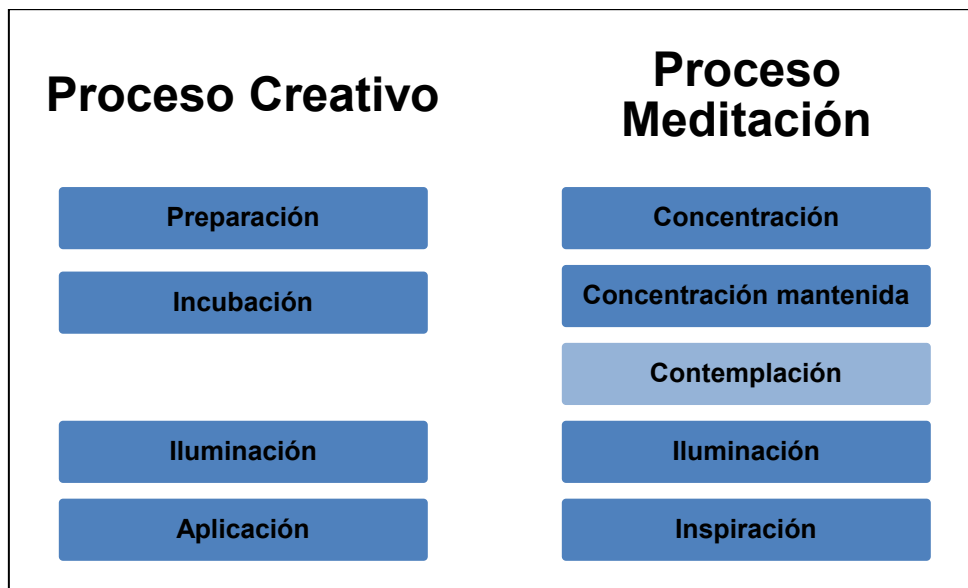 Proceso Creativo
Preparación
Incubación
Iluminación
Aplicación
Proceso
Meditación
Concentración
Concentración mantenida
Contemplación
Iluminación
Inspiración